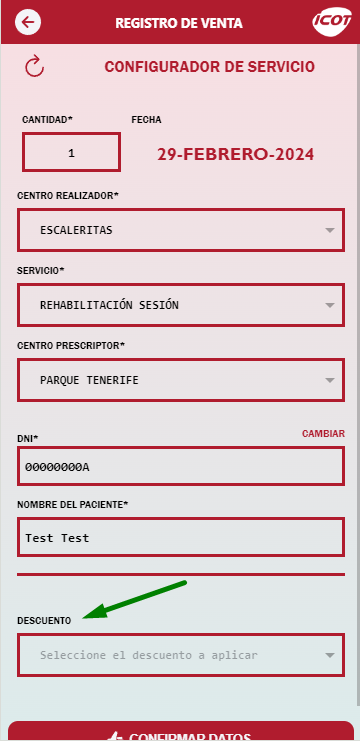 REGISTRO DE VENTA
iCOT
CONFIGURADOR DE SERVICIO
CANTIDAD* FECHA
1 29-FEBRERO-2024
CENTRO REALIZADOR*
ESCALERITAS
SERVICIO*
REHABILITACIÓN SESIÓN
CENTRO PRESCRIPTOR*
PARQUE TENERIFE
CAMBIAR
DNI*
00000000A
NOMBRE DEL PACIENTE*
Test Test
DESCUENTO
Seleccione el descuento a aplicar
CONFIRMAR DATOS